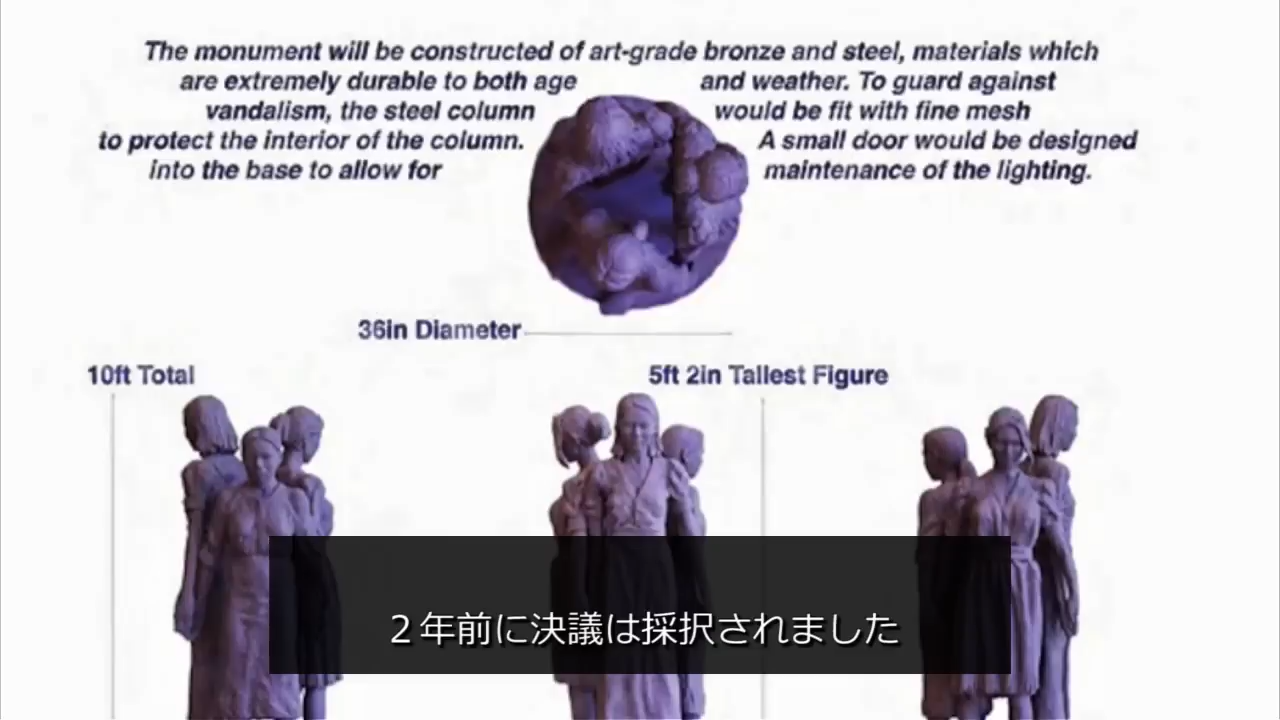 The monument will be constructed of art-grade bronze and steel, materials which
are extremely durable to both age and weather. To guard against
vandalism, the steel column would be fit with fine mesh
to protect the interior of the column. A small door would be designed
into the base to allow for maintenance of the lighting.
36in Diameter
10ft Total
5ft 2in Tallest Figure
２年前に決議は採択されました